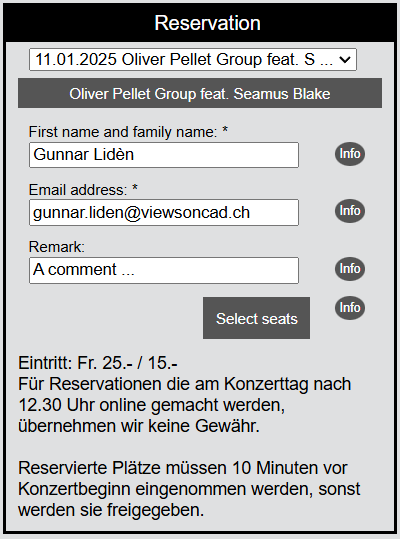 Reservation
11.01.2025 Oliver Pellet Group feat. S ...
Oliver Pellet Group feat. Seamus Blake
First name and family name: *
Gunnar Lidèn
Info
Email address: *
gunnar.liden@viewsoncad.ch
Info
Remark:
A comment ...
Info
Select seats
Info
Eintritt: Fr. 25.- / 15.-
Für Reservationen die am Konzerttag nach
12.30 Uhr online gemacht werden,
übernehmen wir keine Gewähr.
Reservierte Plätze müssen 10 Minuten vor
Konzertbeginn eingenommen werden, sonst
werden sie freigegeben.